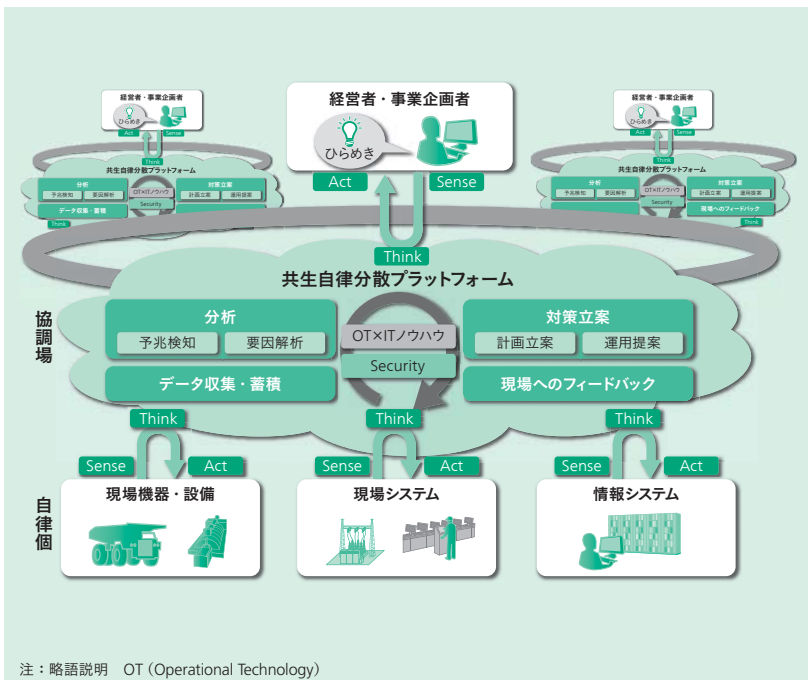 経営者・事業企画者
ひらめき
Act
Sense
Think
共生自律分散プラットフォーム
分析
予兆検知
要因解析
OT×ITノウハウ
Security
対策立案
計画立案
運用提案
データ収集・蓄積
Think
経営者・事業企画者
ひらめき
Act
Sense
Think
経営者・事業企画者
ひらめき
Act
Sense
Think
共生自律分散プラットフォーム
分析
予兆検知
要因解析
OT×ITノウハウ
Security
対策立案
計画立案
運用提案
現場へのフィードバック
Think
協調場
共生自律分散プラットフォーム
分析
予兆検知
要因解析
OT×ITノウハウ
Security
対策立案
計画立案
運用提案
データ収集・蓄積
現場へのフィードバック
Think
Think
Think
Sense
Act
Sense
Act
Sense
Act
自律個
現場機器・設備
現場システム
情報システム
注：略語説明 OT（Operational Technology）